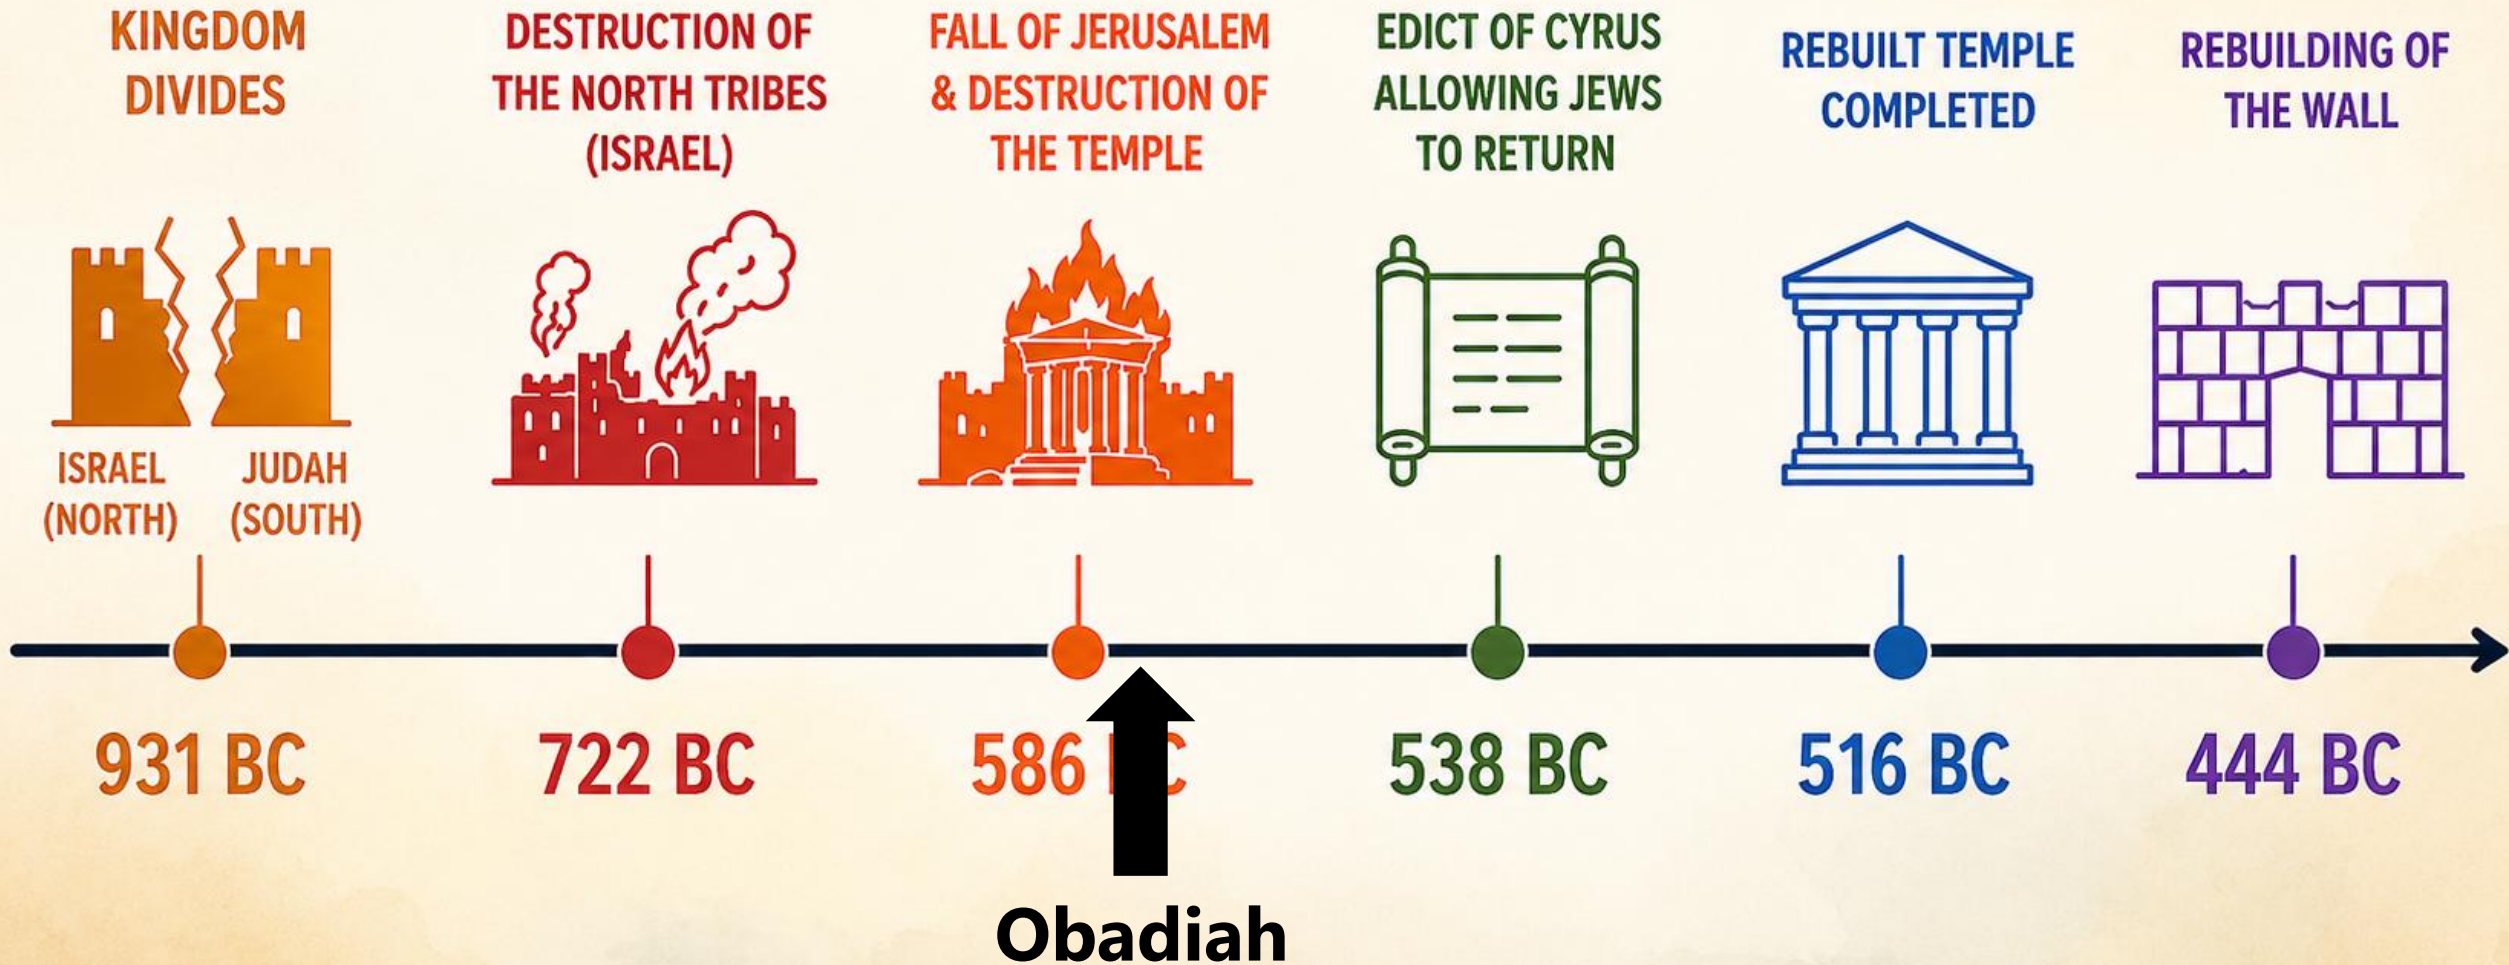 KINGDOM
DIVIDES
DESTRUCTION OF
THE NORTH TRIBES
(ISRAEL)
FALL OF JERUSALEM
& DESTRUCTION OF
THE TEMPLE
EDICT OF CYRUS
ALLOWING JEWS
TO RETURN
REBUILT TEMPLE
COMPLETED
REBUILDING OF
THE WALL
ISRAEL
(NORTH)
JUDAH
(SOUTH)
931 BC
722 BC
586 C
538 BC
516 BC
444 BC
Obadiah